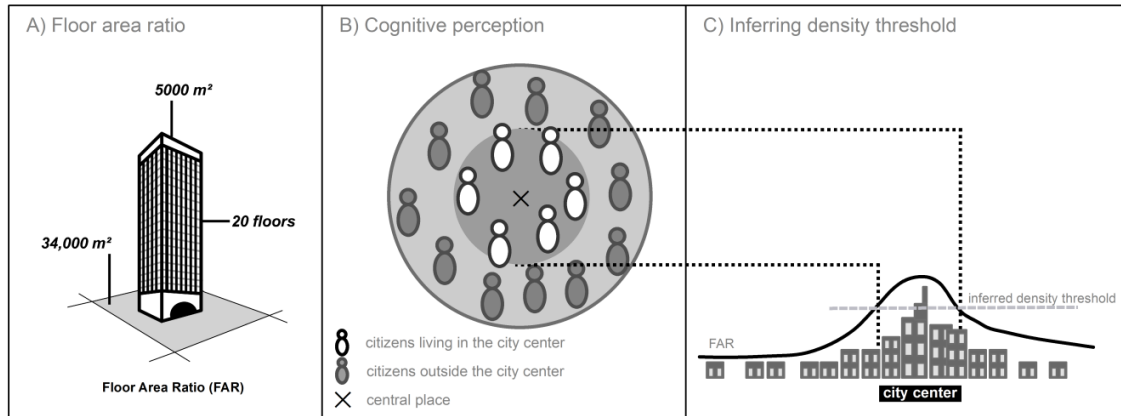 A) Floor area ratio
5000 m²
20 floors
34,000 m²
Floor Area Ratio (FAR)
B) Cognitive perception
citizens living in the city center
citizens outside the city center
central place
C) Inferring density threshold
inferred density threshold
FAR
city center